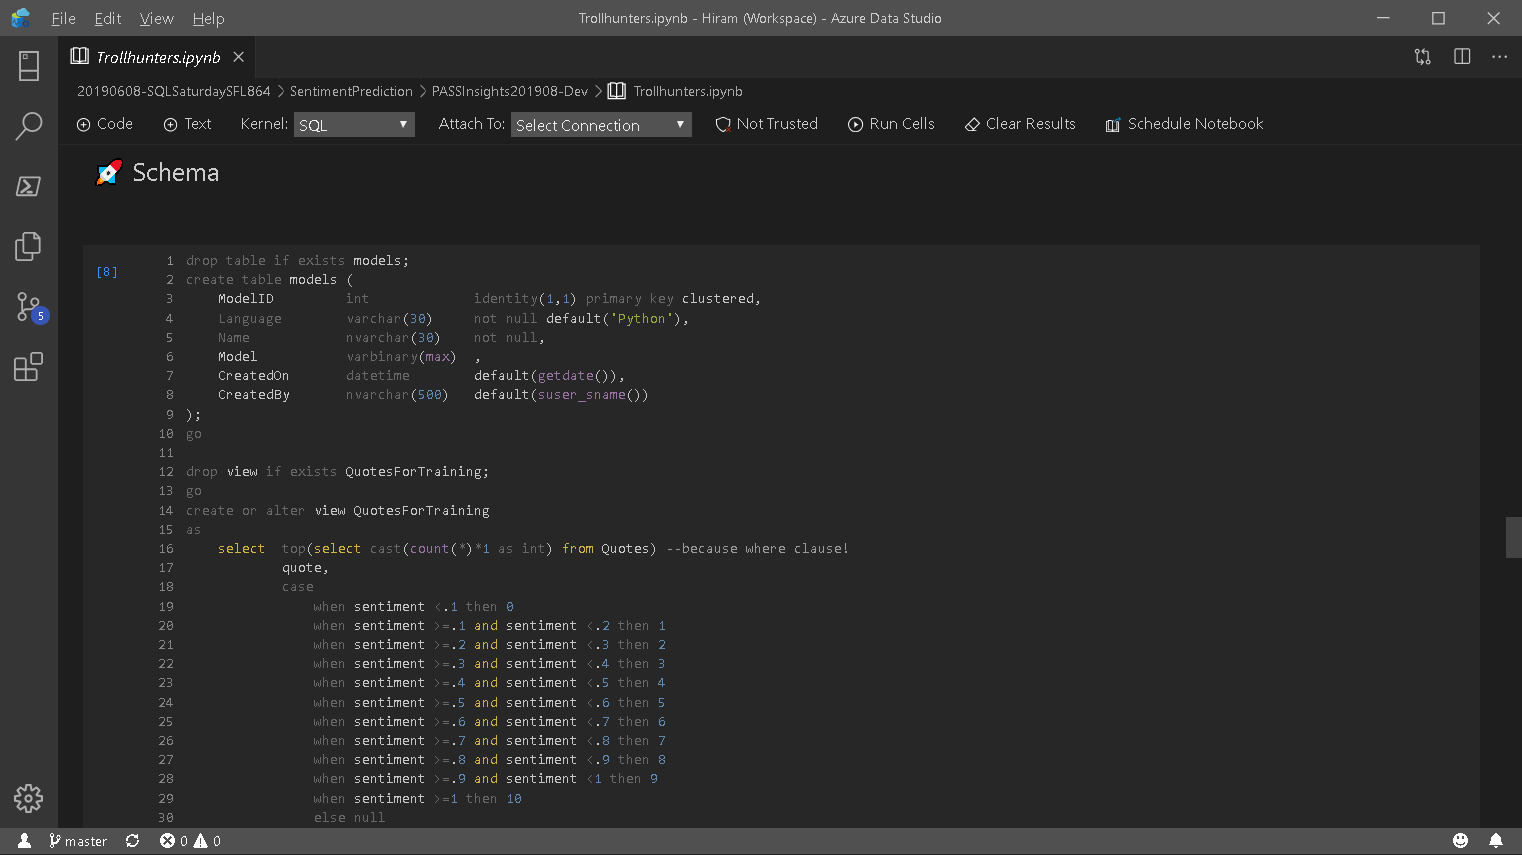 File Edit View Help Trollhunters.ipynb - Hiram (Workspace) - Azure Data Studio
Trollhunters.ipynb
20190608-SQLSaturdaySFL864 > SentimentPrediction > PASSInsights201908-Dev > Trollhunters.ipynb
Code Text Kernel: SQL Attach To: Select Connection Not Trusted Run Cells Clear Results Schedule Notebook
Schema
[8]
1 drop table if exists models;
2 create table models (
3 ModelID int identity(1,1) primary key clustered,
4 Language varchar(30) not null default('Python'),
5 Name nvarchar(30) not null,
6 Model varbinary(max) ,
7 CreatedOn datetime default(getdate()),
8 CreatedBy nvarchar(500) default(suser_sname())
9 );
10 go
11
12 drop view if exists QuotesForTraining;
13 go
14 create or alter view QuotesForTraining
15 as
16 select top(select cast(count(*)*1 as int) from Quotes) --because where clause!
17 quote,
18 case
19 when sentiment <.1 then 0
20 when sentiment >=.1 and sentiment <.2 then 1
21 when sentiment >=.2 and sentiment <.3 then 2
22 when sentiment >=.3 and sentiment <.4 then 3
23 when sentiment >=.4 and sentiment <.5 then 4
24 when sentiment >=.5 and sentiment <.6 then 5
25 when sentiment >=.6 and sentiment <.7 then 6
26 when sentiment >=.7 and sentiment <.8 then 7
27 when sentiment >=.8 and sentiment <.9 then 8
28 when sentiment >=.9 and sentiment <1 then 9
29 when sentiment >=1 then 10
30 else null
5
master 0 0